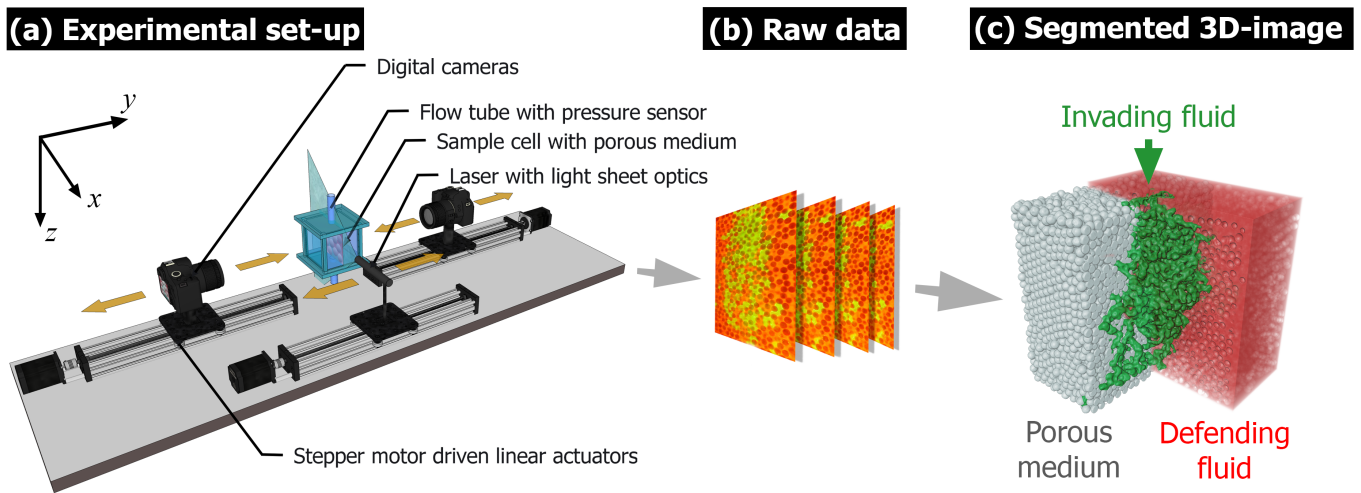 (a) Experimental set-up
Digital cameras
Flow tube with pressure sensor
Sample cell with porous medium
Laser with light sheet optics
y
x
z
Stepper motor driven linear actuators
(b) Raw data
(c) Segmented 3D-image
Invading fluid
Porous
medium
Defending
fluid